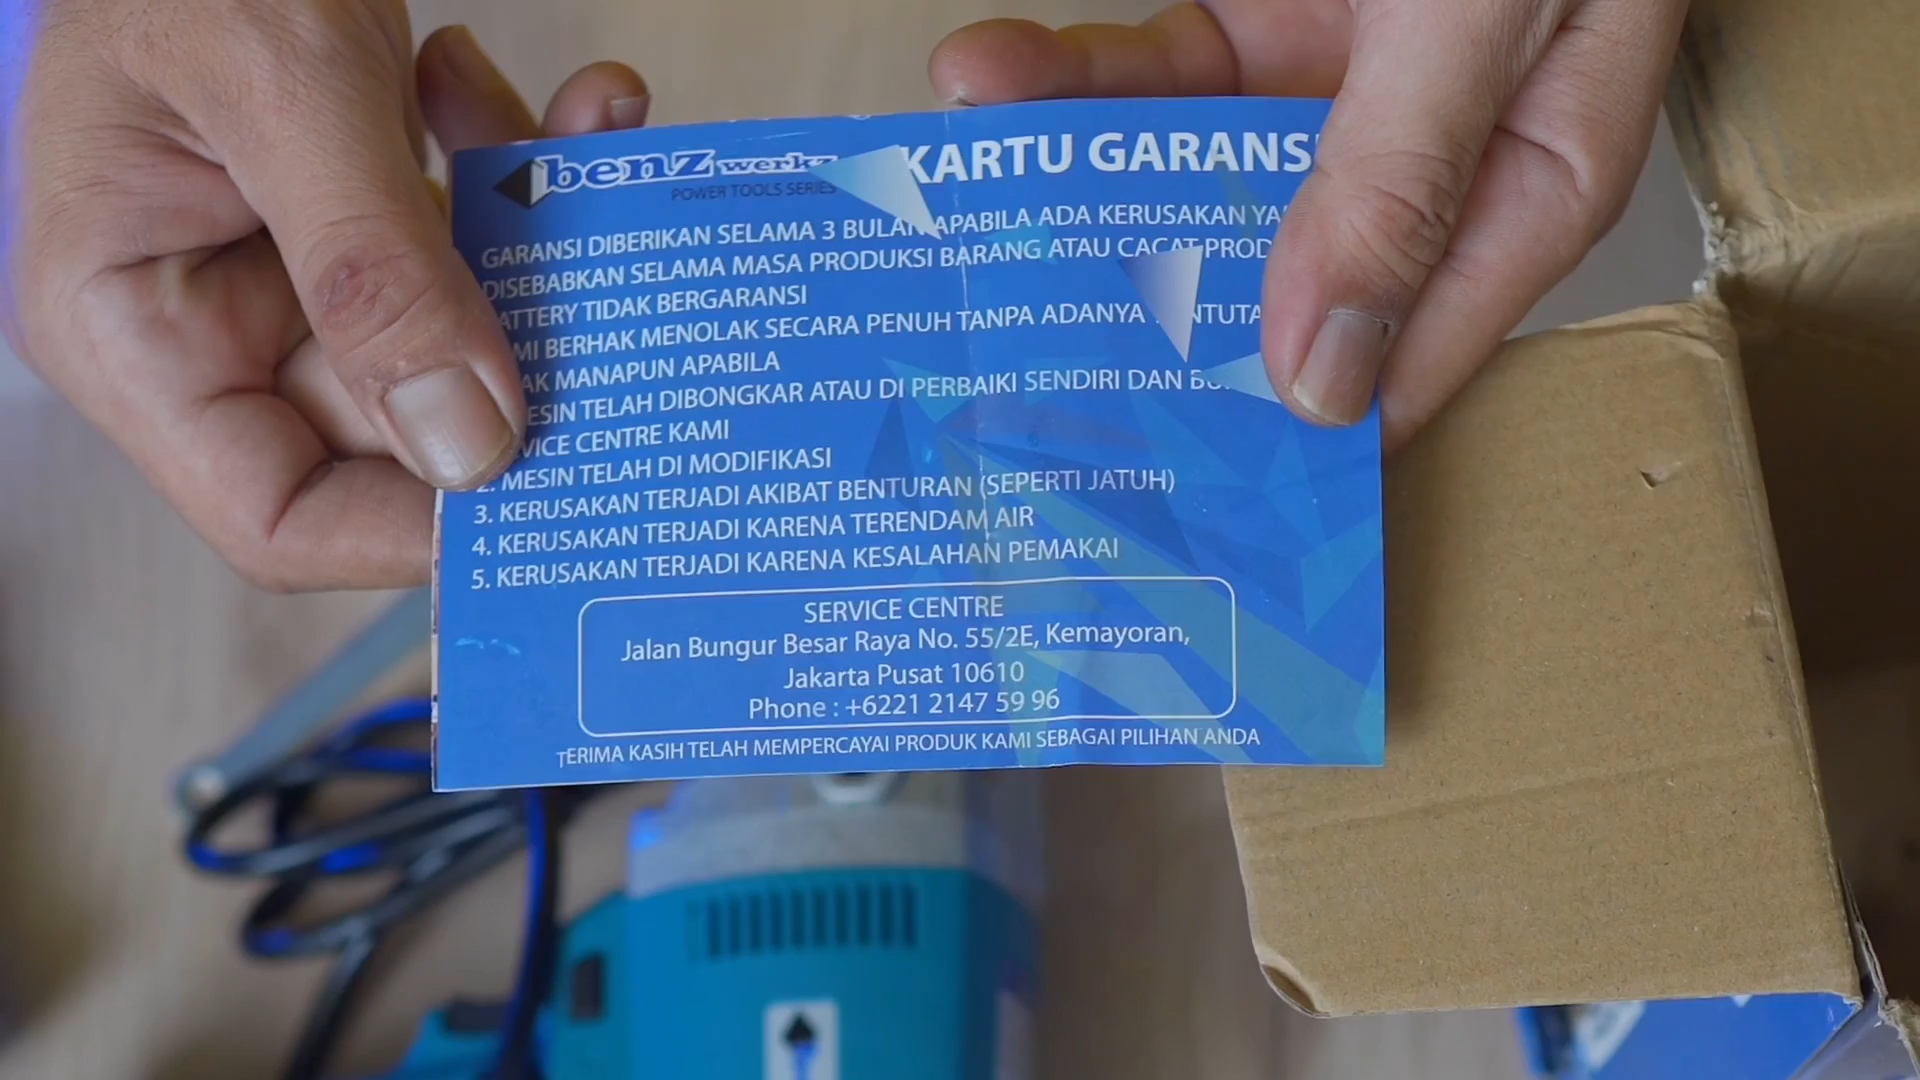 benz werkz KARTU GARANSI
POWER TOOLS SERIES
GARANSI DIBERIKAN SELAMA 3 BULAN APABILA ADA KERUSAKAN
DISEBABKAN SELAMA MASA PRODUKSI BARANG ATAU CACAT
TIDAK BERGARANSI
BERHAK MENOLAK SECARA PENUH TANPA ADANYA
MANAPUN APABILA
TELAH DIBONGKAR ATAU DI PERBAIKI SENDIRI DAN
CENTRE KAMI
2. MESIN TELAH DI MODIFIKASI
3. KERUSAKAN TERJADI AKIBAT BENTURAN (SEPERTI JATUH)
4. KERUSAKAN TERJADI KARENA TERENDAM AIR
5. KERUSAKAN TERJADI KARENA KESALAHAN PEMAKAI
SERVICE CENTRE
Jalan Bungur Besar Raya No. 55/2E, Kemayoran,
Jakarta Pusat 10610
Phone : +6221 2147 59 96
TERIMA KASIH TELAH MEMPERCAYAI PRODUK KAMI SEBAGAI PILIHAN ANDA